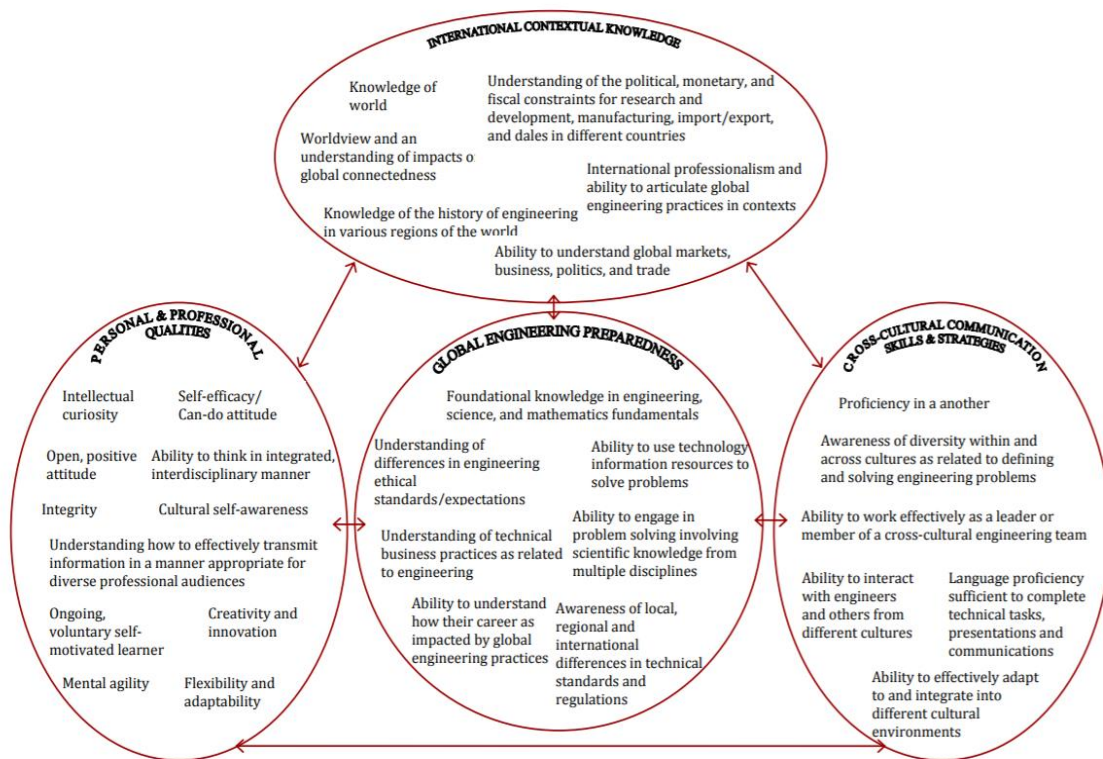 INTERNATIONAL CONTEXTUAL KNOWLEDGE
Knowledge of
world
Understanding of the political, monetary, and
fiscal constraints for research and
development, manufacturing, import/export,
and dales in different countries
Worldview and an
understanding of impacts o
global connectedness
International professionalism and
ability to articulate global
engineering practices in contexts
Knowledge of the history of engineering
in various regions of the world
Ability to understand global markets,
business, politics, and trade
PERSONAL & PROFESSIONAL
QUALITIES
Intellectual
curiosity
Self-efficacy/
Can-do attitude
Open, positive
attitude
Ability to think in integrated,
interdisciplinary manner
Integrity
Cultural self-awareness
Understanding how to effectively transmit
information in a manner appropriate for
diverse professional audiences
Ongoing,
voluntary self-
motivated learner
Creativity and
innovation
Mental agility
Flexibility and
adaptability
GLOBAL ENGINEERING PREPAREDNESS
Foundational knowledge in engineering,
science, and mathematics fundamentals
Understanding of
differences in engineering
ethical
standards/expectations
Ability to use technology
information resources to
solve problems
Understanding of technical
business practices as related
to engineering
Ability to engage in
problem solving involving
scientific knowledge from
multiple disciplines
Ability to understand
how their career as
impacted by global
engineering practices
Awareness of local,
regional and
international
differences in technical
standards and
regulations
CROSS-CULTURAL COMMUNICATION
SKILLS & STRATEGIES
Proficiency in a another
Awareness of diversity within and
across cultures as related to defining
and solving engineering problems
Ability to work effectively as a leader or
member of a cross-cultural engineering team
Ability to interact
with engineers
and others from
different cultures
Language proficiency
sufficient to complete
technical tasks,
presentations and
communications
Ability to effectively adapt
to and integrate into
different cultural
environments